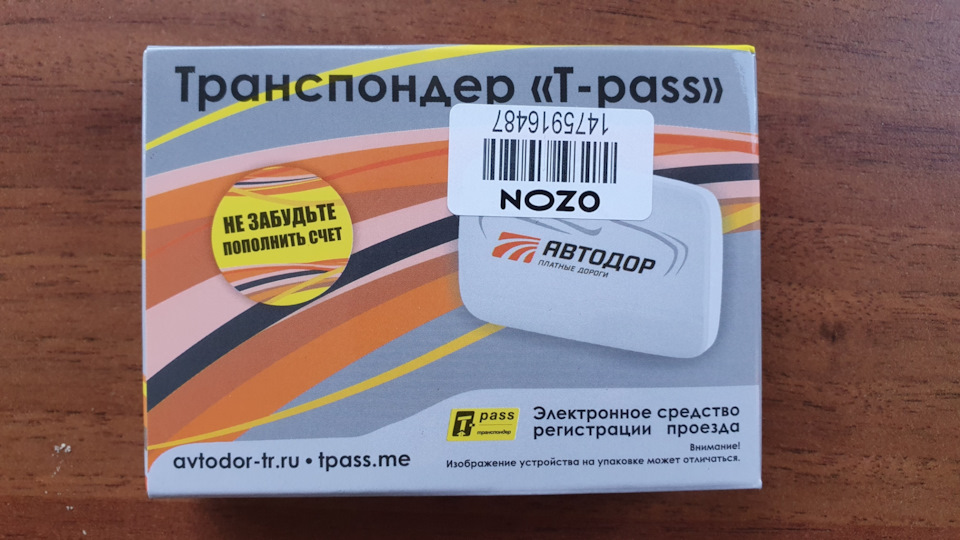 Транспондер «T-pass»
1475916487
OZON
НЕ ЗАБУДЬТЕ
ПОПОЛНИТЬ СЧЕТ
АВТОДОР
ПЛАТНЫЕ ДОРОГИ
T pass
транспондер
Электронное средство
регистрации проезда
Внимание!
Изображение устройства на упаковке может отличаться.
avtodor-tr.ru • tpass.me